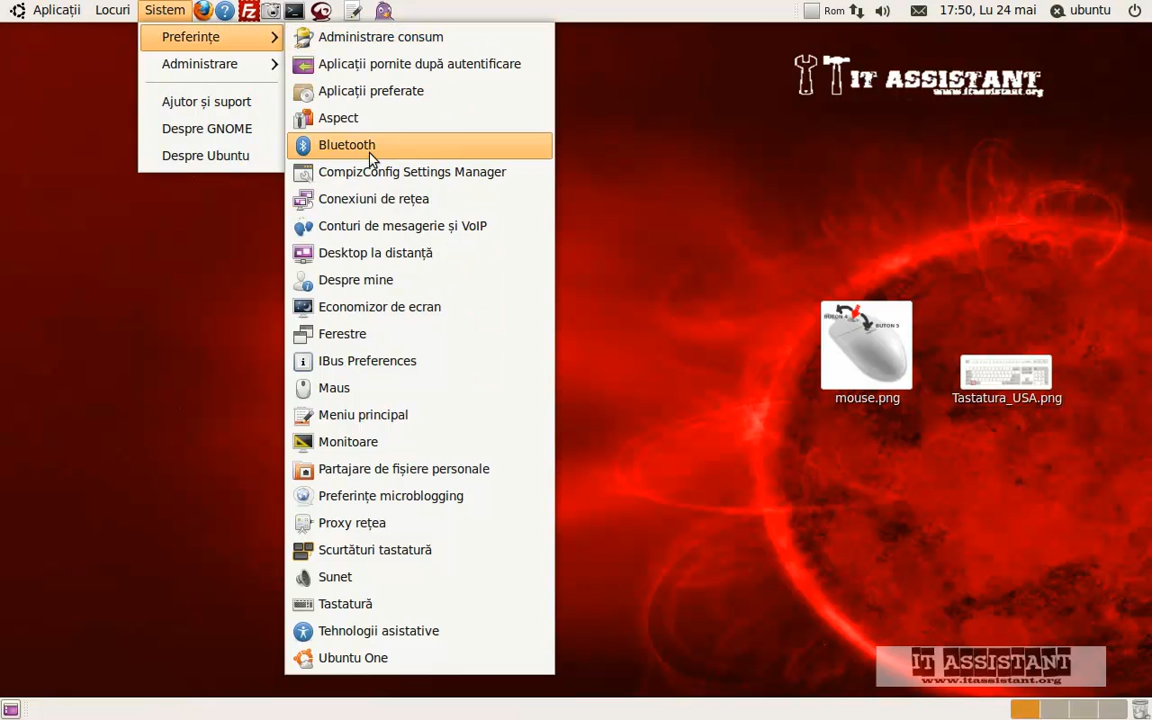 Aplicații Locuri Sistem Rom 17:50, Lu 24 mai ubuntu
Preferințe
Administrare
Ajutor și suport
Despre GNOME
Despre Ubuntu
Administrare consum
Aplicații pornite după autentificare
Aplicații preferate
Aspect
Bluetooth
CompizConfig Settings Manager
Conexiuni de rețea
Conturi de mesagerie și VoIP
Desktop la distanță
Despre mine
Economizor de ecran
Ferestre
IBus Preferences
Maus
Meniu principal
Monitoare
Partajare de fișiere personale
Preferințe microblogging
Proxy rețea
Scurtături tastatură
Sunet
Tastatură
Tehnologii asistative
Ubuntu One
IT ASSISTANT
www.itassistant.org
BUTON 4
BUTON 5
mouse.png
Tastatura_USA.png
IT ASSISTANT
www.itassistant.org